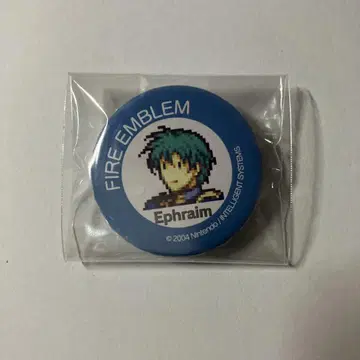 FIRE EMBLEM
Ephraim
© 2004 Nintendo / INTELLIGENT SYSTEMS